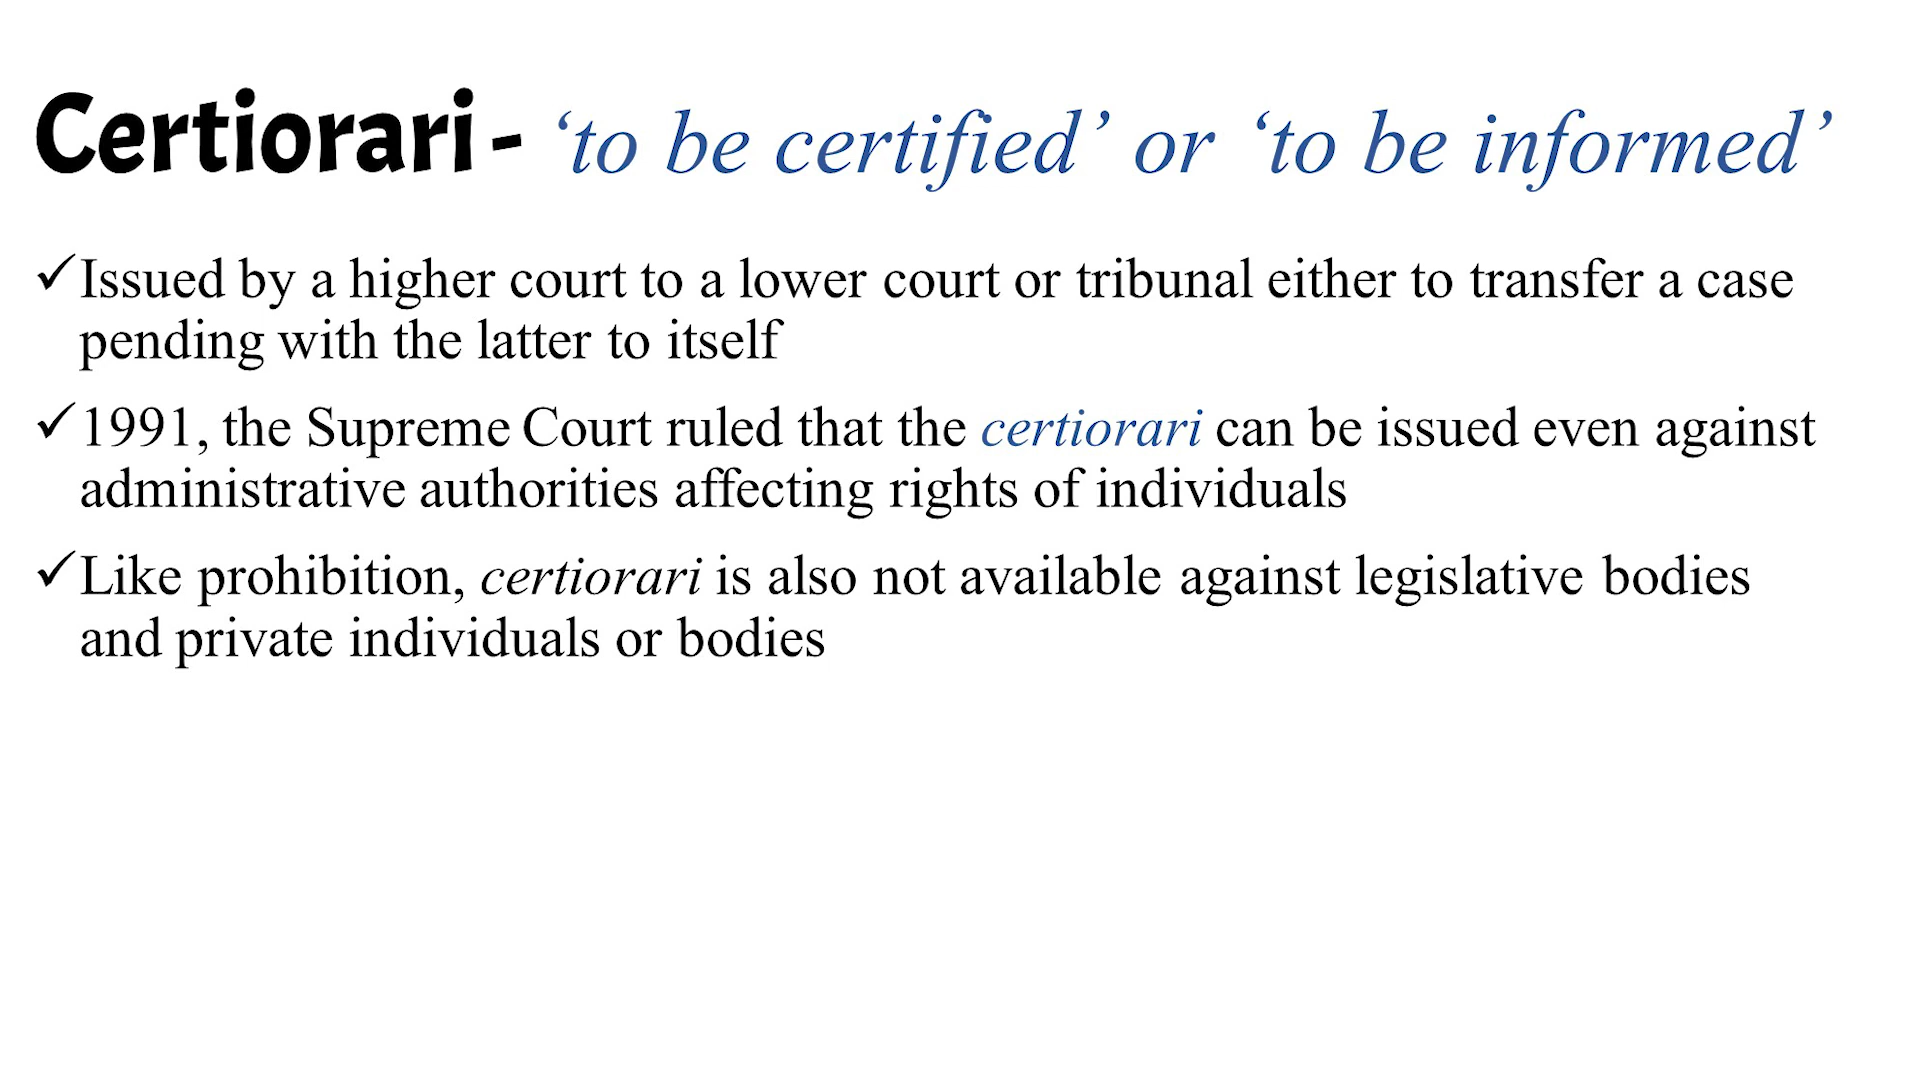 Certiorari - ‘to be certified’ or ‘to be informed’
✓Issued by a higher court to a lower court or tribunal either to transfer a case
pending with the latter to itself
✓1991, the Supreme Court ruled that the certiorari can be issued even against
administrative authorities affecting rights of individuals
✓Like prohibition, certiorari is also not available against legislative bodies
and private individuals or bodies